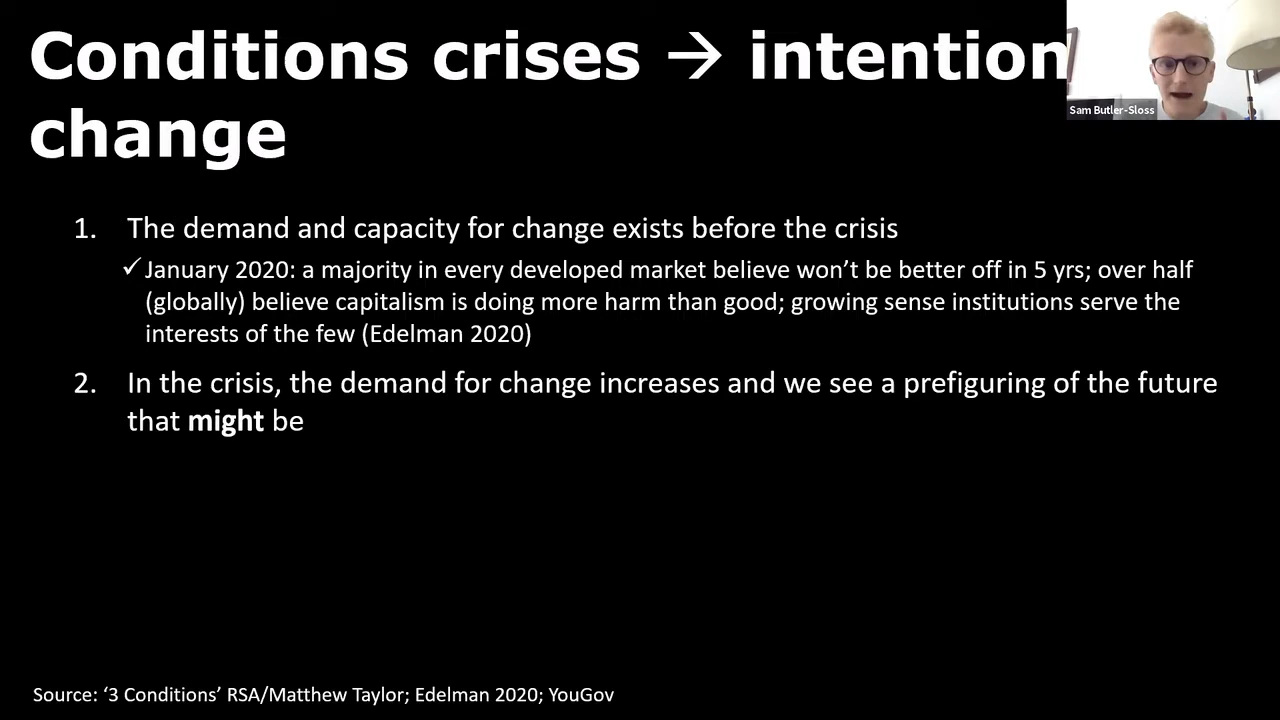 Conditions crises → intention
change
Sam Butler-Sloss
1. The demand and capacity for change exists before the crisis
✓ January 2020: a majority in every developed market believe won’t be better off in 5 yrs; over half
(globally) believe capitalism is doing more harm than good; growing sense institutions serve the
interests of the few (Edelman 2020)
2. In the crisis, the demand for change increases and we see a prefiguring of the future
that might be
Source: ‘3 Conditions’ RSA/Matthew Taylor; Edelman 2020; YouGov